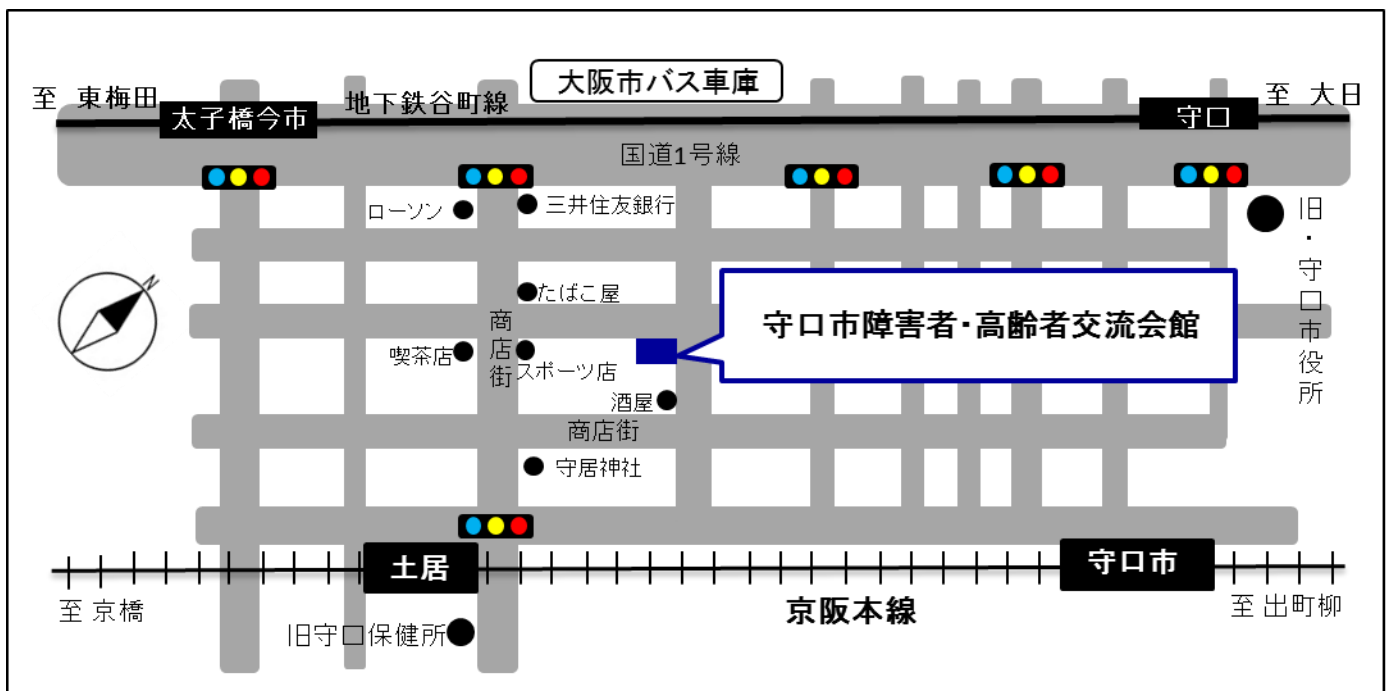 大阪市バス車庫
至 東梅田
地下鉄谷町線
至 大日
太子橋今市
守口
国道1号線
ローソン
三井住友銀行
旧・守口市役所
N
たばこ屋
商店街
守口市障害者・高齢者交流会館
喫茶店
スポーツ店
酒屋
商店街
守居神社
土居
守口市
至 京橋
京阪本線
至 出町柳
旧守口保健所